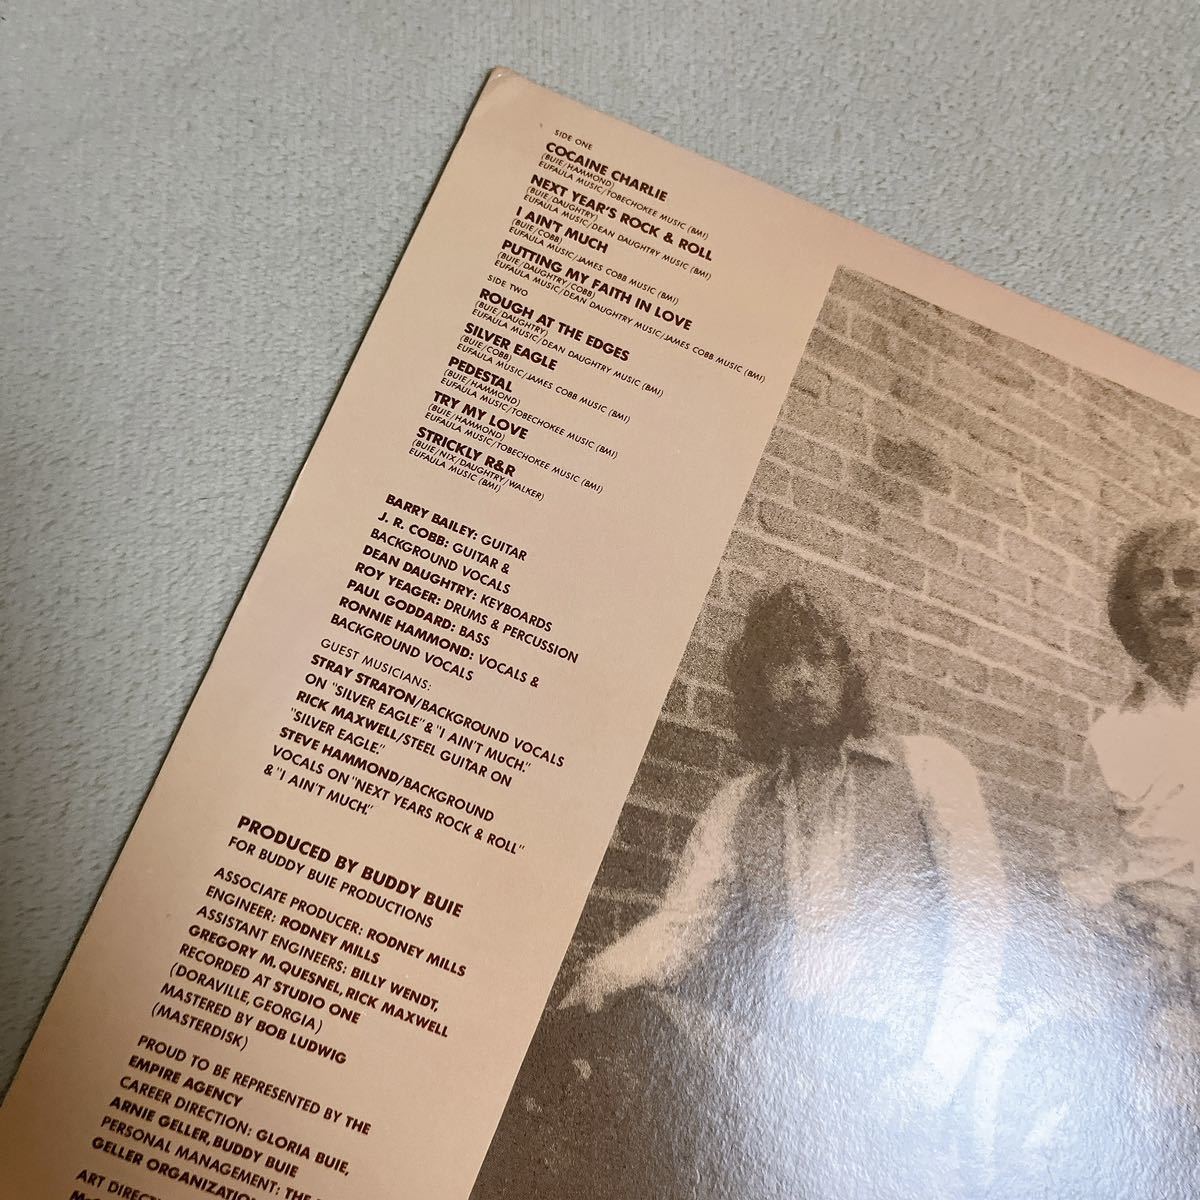 SIDE ONE
COCAINE CHARLIE
(BUIE/HAMMOND)
EUFAULA MUSIC/TOBECHOKEE MUSIC (BMI)
NEXT YEAR'S ROCK & ROLL
(BUIE/DAUGHTRY)
EUFAULA MUSIC/DEAN DAUGHTRY MUSIC (BMI)
I AIN'T MUCH
(BUIE/COBB)
EUFAULA MUSIC/JAMES COBB MUSIC (BMI)
PUTTING MY FAITH IN LOVE
(BUIE/DAUGHTRY/COBB)
EUFAULA MUSIC/DEAN DAUGHTRY MUSIC/JAMES COBB MUSIC (BMI)
SIDE TWO
ROUGH AT THE EDGES
(BUIE/DAUGHTRY)
EUFAULA MUSIC/DEAN DAUGHTRY MUSIC (BMI)
SILVER EAGLE
(BUIE/COBB)
EUFAULA MUSIC/JAMES COBB MUSIC (BMI)
PEDESTAL
(BUIE/HAMMOND)
EUFAULA MUSIC/TOBECHOKEE MUSIC (BMI)
TRY MY LOVE
(BUIE/HAMMOND)
EUFAULA MUSIC/TOBECHOKEE MUSIC (BMI)
STRICKLY R&R
(BUIE/NIX/DAUGHTRY/WALKER)
EUFAULA MUSIC (BMI)
BARRY BAILEY: GUITAR
J. R. COBB: GUITAR &
BACKGROUND VOCALS
DEAN DAUGHTRY: KEYBOARDS
ROY YEAGER: DRUMS & PERCUSSION
PAUL GODDARD: BASS
RONNIE HAMMOND: VOCALS &
BACKGROUND VOCALS
GUEST MUSICIANS:
STRAY STRATON/BACKGROUND VOCALS
ON "SILVER EAGLE" & "I AIN'T MUCH."
RICK MAXWELL/STEEL GUITAR ON
"SILVER EAGLE."
STEVE HAMMOND/BACKGROUND
VOCALS ON "NEXT YEARS ROCK & ROLL"
& "I AIN'T MUCH."
PRODUCED BY BUDDY BUIE
FOR BUDDY BUIE PRODUCTIONS
ASSOCIATE PRODUCER: RODNEY MILLS
ENGINEER: RODNEY MILLS
ASSISTANT ENGINEERS: BILLY WENDT,
GREGORY M. QUESNEL, RICK MAXWELL
RECORDED AT STUDIO ONE
(DORAVILLE, GEORGIA)
MASTERED BY BOB LUDWIG
(MASTERDISK)
PROUD TO BE REPRESENTED BY THE
EMPIRE AGENCY
CAREER DIRECTION: GLORIA BUIE,
ARNIE GELLER, BUDDY BUIE
PERSONAL MANAGEMENT: THE
GELLER ORGANIZATIO
ART DIRECTI